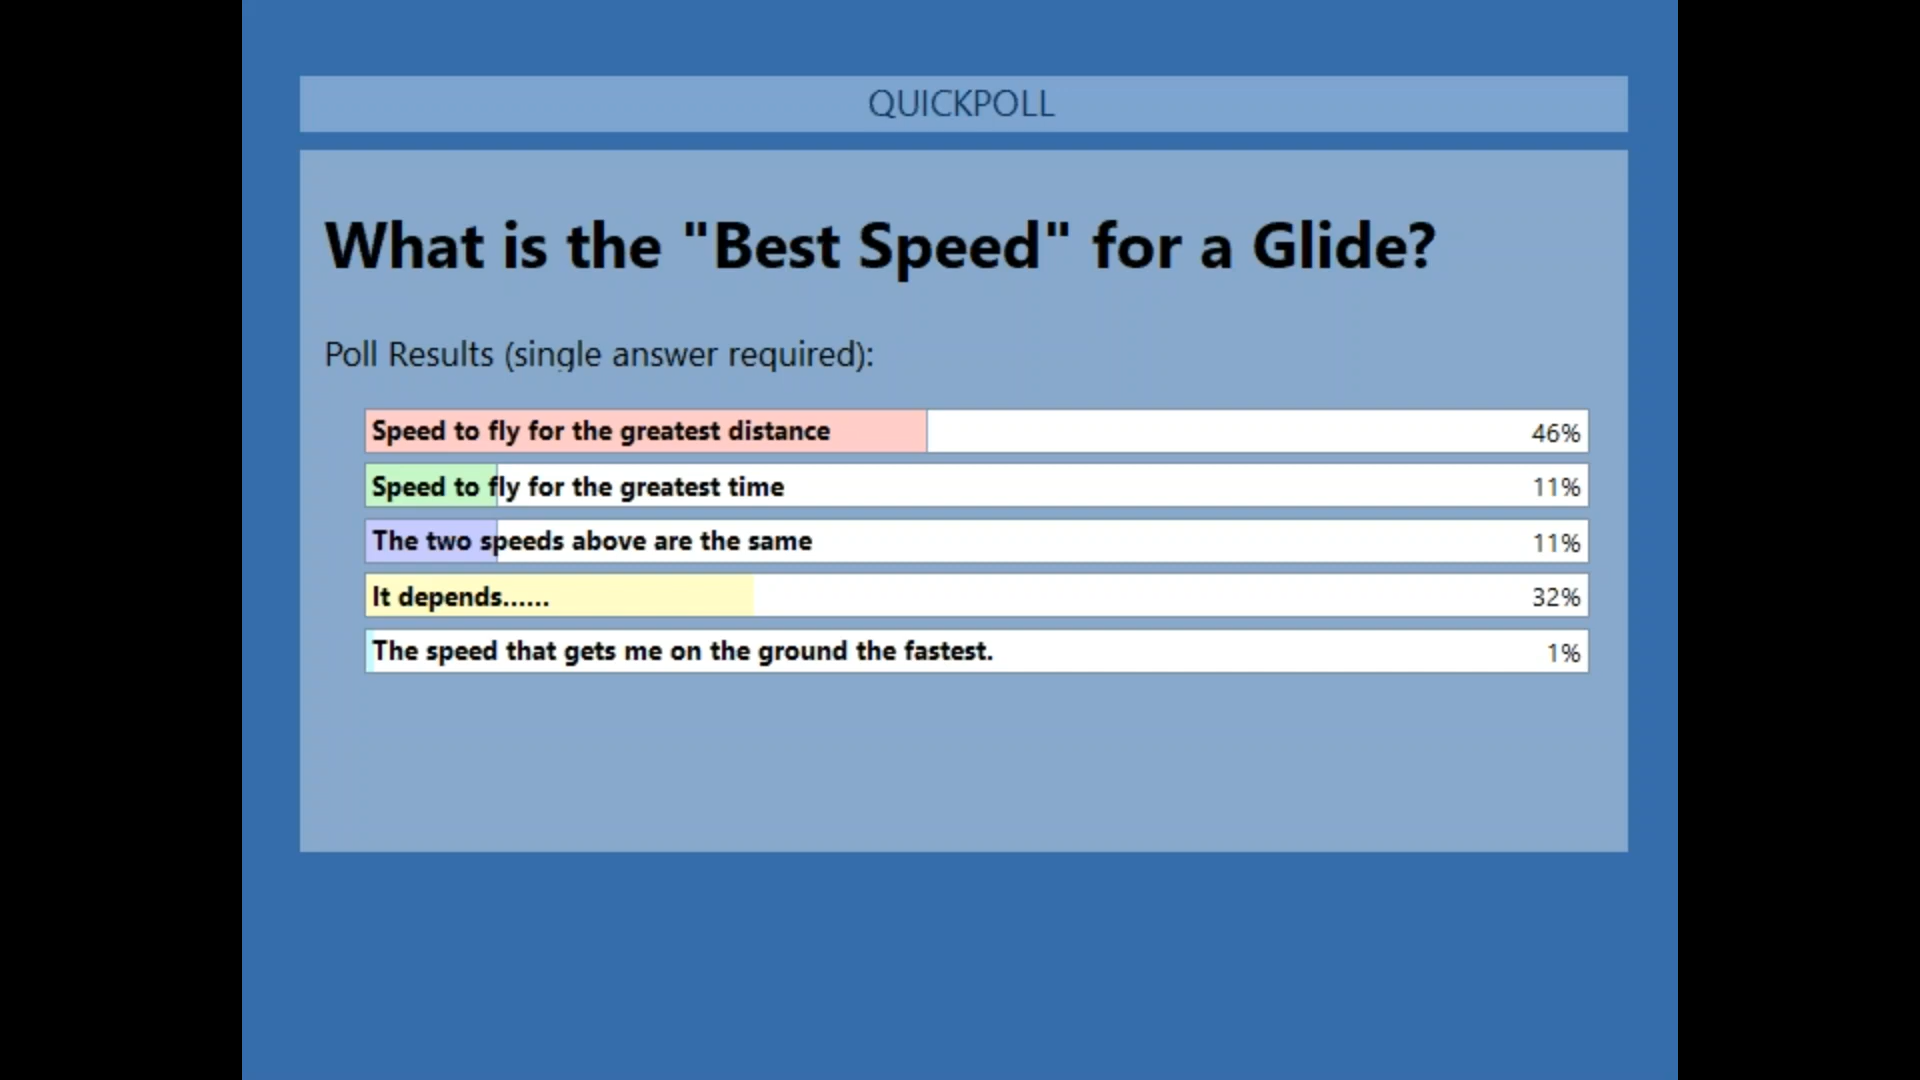 QUICKPOLL
What is the "Best Speed" for a Glide?
Poll Results (single answer required):
Speed to fly for the greatest distance 46%
Speed to fly for the greatest time 11%
The two speeds above are the same 11%
It depends...... 32%
The speed that gets me on the ground the fastest. 1%